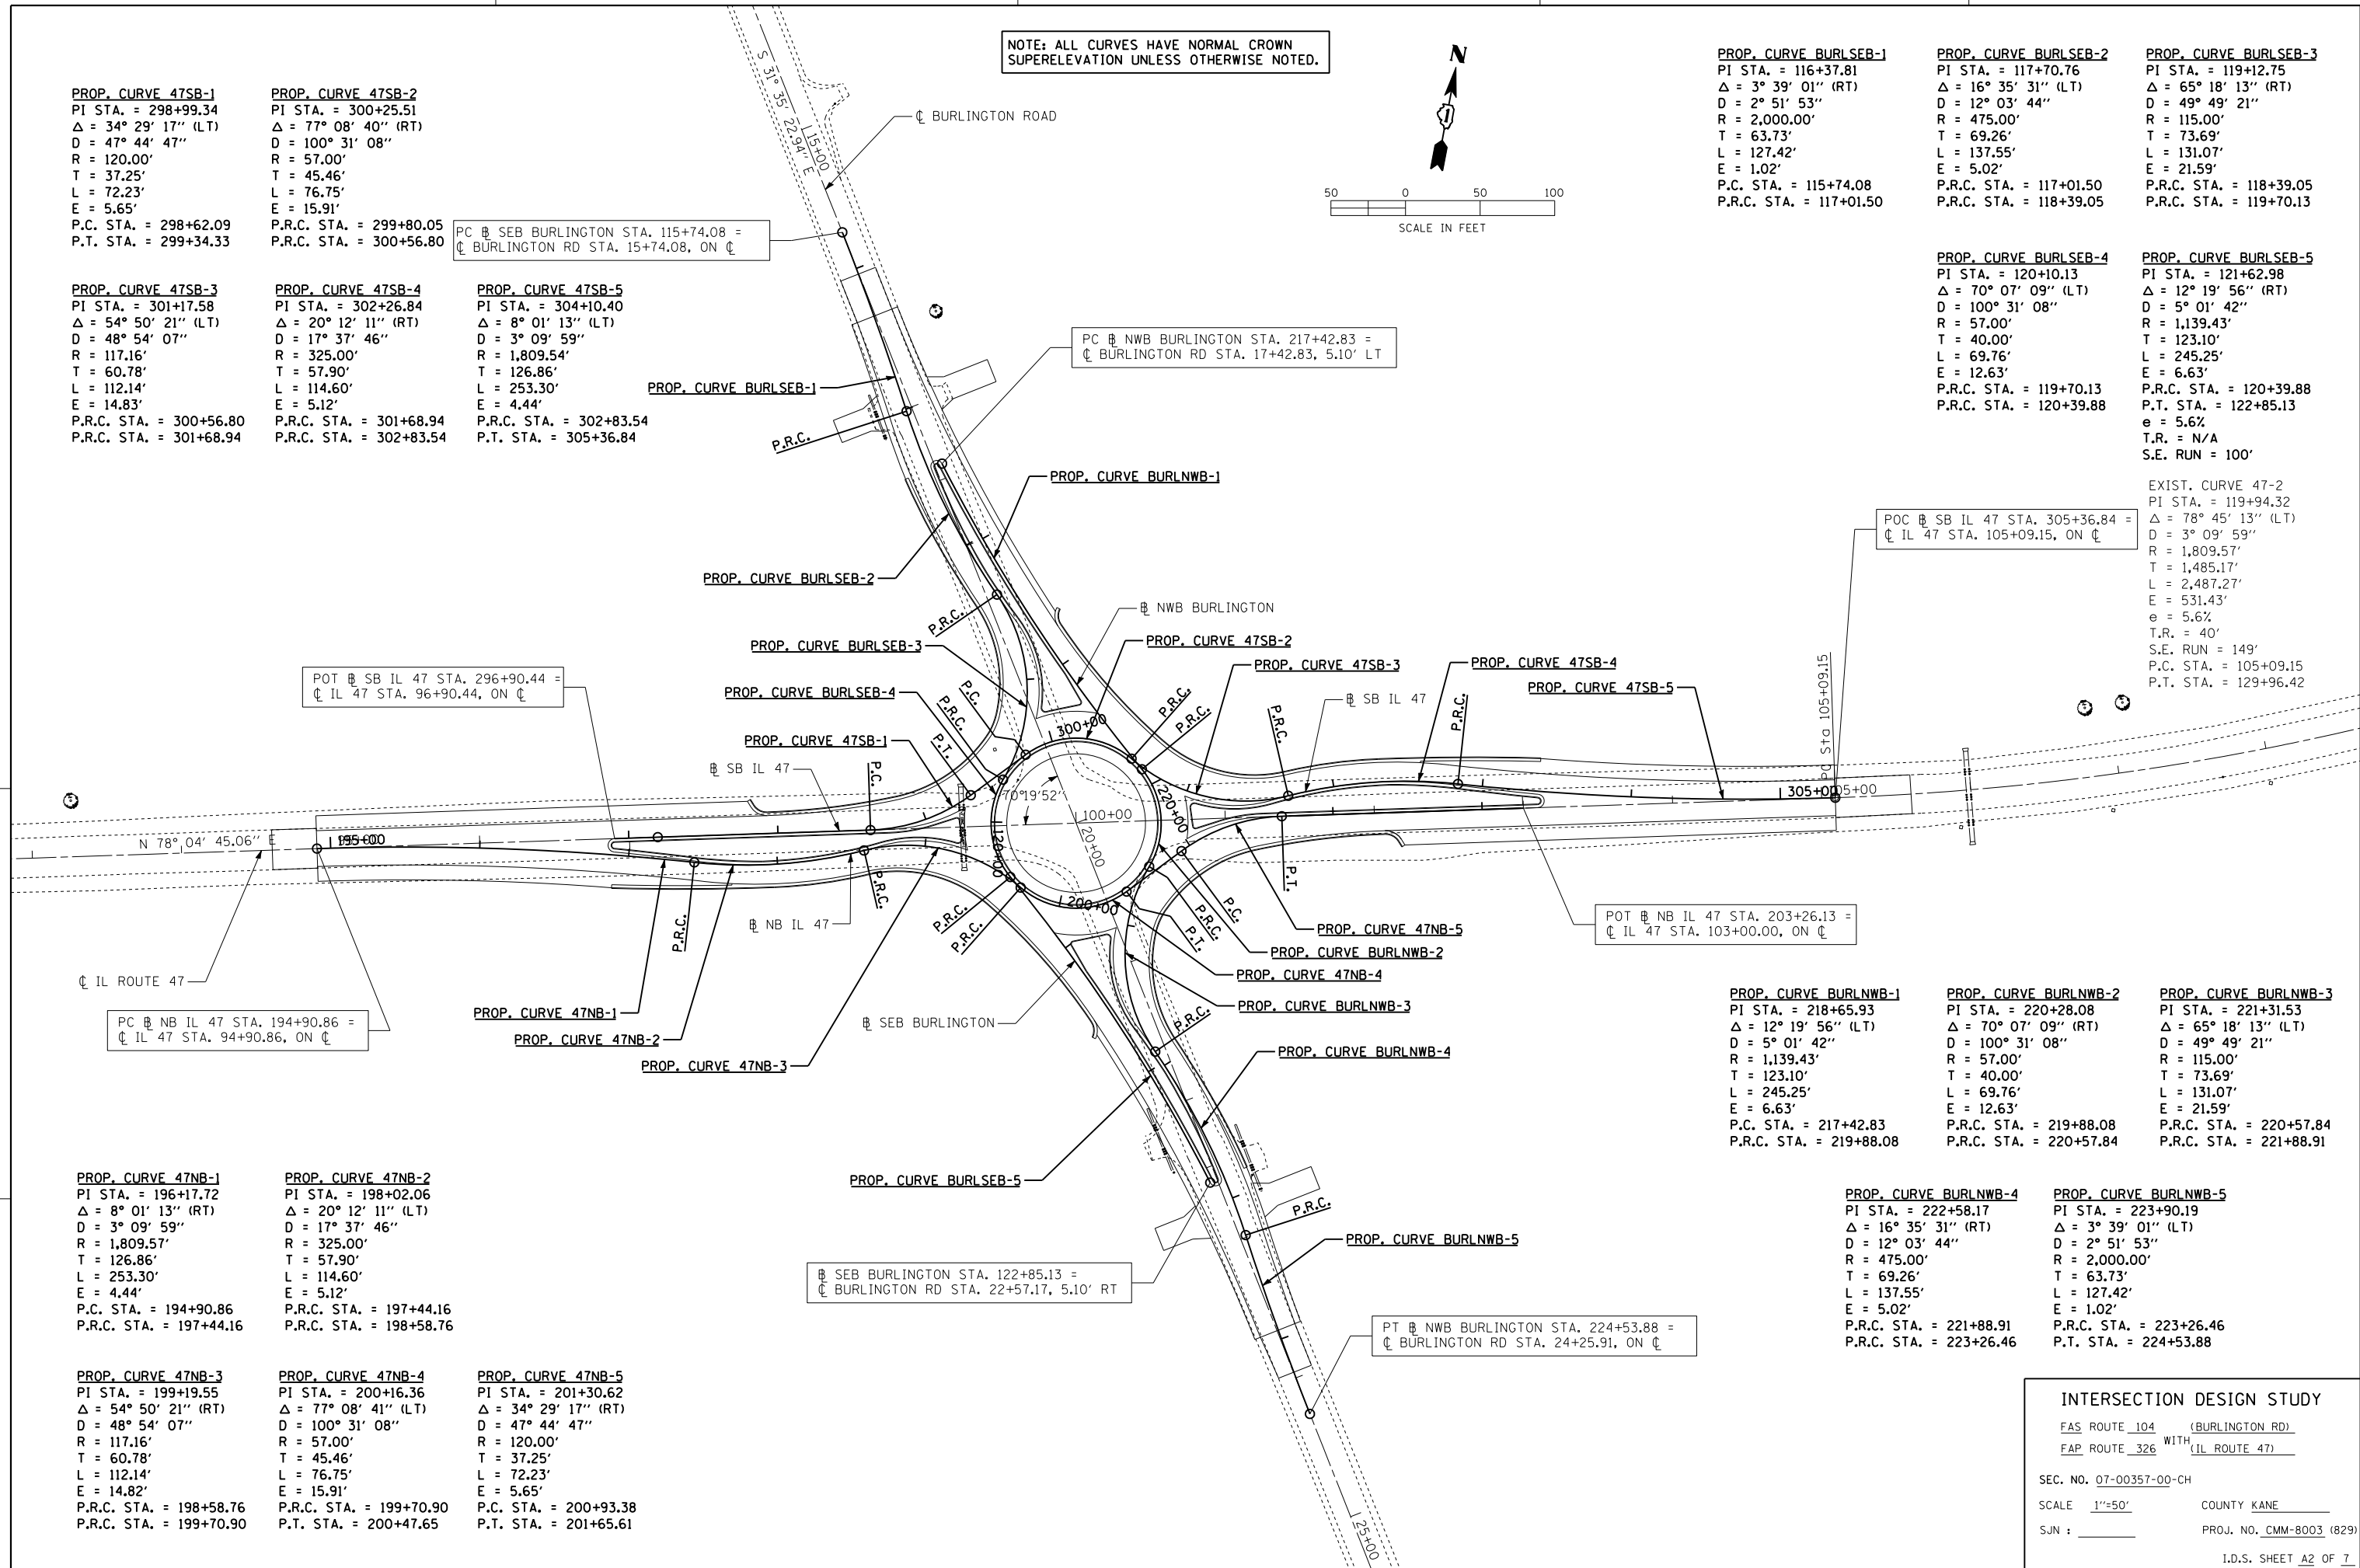 NOTE: ALL CURVES HAVE NORMAL CROWN
SUPERELEVATION UNLESS OTHERWISE NOTED.
N
1
50 0 50 100
SCALE IN FEET
PROP. CURVE 47SB-1
PI STA. = 298+99.34
Δ = 34° 29' 17'' (LT)
D = 47° 44' 47''
R = 120.00'
T = 37.25'
L = 72.23'
E = 5.65'
P.C. STA. = 298+62.09
P.T. STA. = 299+34.33
PROP. CURVE 47SB-2
PI STA. = 300+25.51
Δ = 77° 08' 40'' (RT)
D = 100° 31' 08''
R = 57.00'
T = 45.46'
L = 76.75'
E = 15.91'
P.R.C. STA. = 299+80.05
P.R.C. STA. = 300+56.80
PROP. CURVE 47SB-3
PI STA. = 301+17.58
Δ = 54° 50' 21'' (LT)
D = 48° 54' 07''
R = 117.16'
T = 60.78'
L = 112.14'
E = 14.83'
P.R.C. STA. = 300+56.80
P.R.C. STA. = 301+68.94
PROP. CURVE 47SB-4
PI STA. = 302+26.84
Δ = 20° 12' 11'' (RT)
D = 17° 37' 46''
R = 325.00'
T = 57.90'
L = 114.60'
E = 5.12'
P.R.C. STA. = 301+68.94
P.R.C. STA. = 302+83.54
PROP. CURVE 47SB-5
PI STA. = 304+10.40
Δ = 8° 01' 13'' (LT)
D = 3° 09' 59''
R = 1,809.54'
T = 126.86'
L = 253.30'
E = 4.44'
P.R.C. STA. = 302+83.54
P.T. STA. = 305+36.84
PROP. CURVE BURLSEB-1
PI STA. = 116+37.81
Δ = 3° 39' 01'' (RT)
D = 2° 51' 53''
R = 2,000.00'
T = 63.73'
L = 127.42'
E = 1.02'
P.C. STA. = 115+74.08
P.R.C. STA. = 117+01.50
PROP. CURVE BURLSEB-2
PI STA. = 117+70.76
Δ = 16° 35' 31'' (LT)
D = 12° 03' 44''
R = 475.00'
T = 69.26'
L = 137.55'
E = 5.02'
P.R.C. STA. = 117+01.50
P.R.C. STA. = 118+39.05
PROP. CURVE BURLSEB-3
PI STA. = 119+12.75
Δ = 65° 18' 13'' (RT)
D = 49° 49' 21''
R = 115.00'
T = 73.69'
L = 131.07'
E = 21.59'
P.R.C. STA. = 118+39.05
P.R.C. STA. = 119+70.13
PROP. CURVE BURLSEB-4
PI STA. = 120+10.13
Δ = 70° 07' 09'' (LT)
D = 100° 31' 08''
R = 57.00'
T = 40.00'
L = 69.76'
E = 12.63'
P.R.C. STA. = 119+70.13
P.R.C. STA. = 120+39.88
PROP. CURVE BURLSEB-5
PI STA. = 121+62.98
Δ = 12° 19' 56'' (RT)
D = 5° 01' 42''
R = 1,139.43'
T = 123.10'
L = 245.25'
E = 6.63'
P.R.C. STA. = 120+39.88
P.T. STA. = 122+85.13
e = 5.6%
T.R. = N/A
S.E. RUN = 100'
EXIST. CURVE 47-2
PI STA. = 119+94.32
Δ = 78° 45' 13'' (LT)
D = 3° 09' 59''
R = 1,809.57'
T = 1,485.17'
L = 2,487.27'
E = 531.43'
e = 5.6%
T.R. = 40'
S.E. RUN = 149'
P.C. STA. = 105+09.15
P.T. STA. = 129+96.42
S 31° 35' 22.94'' E
15+00
℄ BURLINGTON ROAD
PC B̲L SEB BURLINGTON STA. 115+74.08 =
℄ BURLINGTON RD STA. 15+74.08, ON ℄
PC B̲L NWB BURLINGTON STA. 217+42.83 =
℄ BURLINGTON RD STA. 17+42.83, 5.10' LT
PROP. CURVE BURLSEB-1
P.R.C.
PROP. CURVE BURLNWB-1
PROP. CURVE BURLSEB-2
P.R.C.
B̲L NWB BURLINGTON
PROP. CURVE 47SB-2
PROP. CURVE BURLSEB-3
PROP. CURVE 47SB-3
PROP. CURVE 47SB-4
PROP. CURVE 47SB-5
POC B̲L SB IL 47 STA. 305+36.84 =
℄ IL 47 STA. 105+09.15, ON ℄
PC Sta 105+09.15
POT B̲L SB IL 47 STA. 296+90.44 =
℄ IL 47 STA. 96+90.44, ON ℄
PROP. CURVE BURLSEB-4
P.C.
P.R.C.
P.T.
PROP. CURVE 47SB-1
B̲L SB IL 47
P.C.
300+00
P.R.C.
P.R.C.
P.R.C.
B̲L SB IL 47
P.R.C.
70°19'52''
100+00
20+00
120+00
220+00
200+00
305+00
105+00
N 78° 04' 45.06'' E
195+00
P.R.C.
P.R.C.
B̲L NB IL 47
P.R.C.
P.R.C.
P.T.
P.C.
P.R.C.
P.T.
POT B̲L NB IL 47 STA. 203+26.13 =
℄ IL 47 STA. 103+00.00, ON ℄
PROP. CURVE 47NB-5
PROP. CURVE BURLNWB-2
PROP. CURVE 47NB-4
PROP. CURVE BURLNWB-3
℄ IL ROUTE 47
PC B̲L NB IL 47 STA. 194+90.86 =
℄ IL 47 STA. 94+90.86, ON ℄
PROP. CURVE 47NB-1
PROP. CURVE 47NB-2
PROP. CURVE 47NB-3
B̲L SEB BURLINGTON
P.R.C.
PROP. CURVE BURLNWB-4
PROP. CURVE BURLSEB-5
P.R.C.
PROP. CURVE BURLNWB-5
B̲L SEB BURLINGTON STA. 122+85.13 =
℄ BURLINGTON RD STA. 22+57.17, 5.10' RT
PT B̲L NWB BURLINGTON STA. 224+53.88 =
℄ BURLINGTON RD STA. 24+25.91, ON ℄
25+00
PROP. CURVE BURLNWB-1
PI STA. = 218+65.93
Δ = 12° 19' 56'' (LT)
D = 5° 01' 42''
R = 1,139.43'
T = 123.10'
L = 245.25'
E = 6.63'
P.C. STA. = 217+42.83
P.R.C. STA. = 219+88.08
PROP. CURVE BURLNWB-2
PI STA. = 220+28.08
Δ = 70° 07' 09'' (RT)
D = 100° 31' 08''
R = 57.00'
T = 40.00'
L = 69.76'
E = 12.63'
P.R.C. STA. = 219+88.08
P.R.C. STA. = 220+57.84
PROP. CURVE BURLNWB-3
PI STA. = 221+31.53
Δ = 65° 18' 13'' (LT)
D = 49° 49' 21''
R = 115.00'
T = 73.69'
L = 131.07'
E = 21.59'
P.R.C. STA. = 220+57.84
P.R.C. STA. = 221+88.91
PROP. CURVE BURLNWB-4
PI STA. = 222+58.17
Δ = 16° 35' 31'' (RT)
D = 12° 03' 44''
R = 475.00'
T = 69.26'
L = 137.55'
E = 5.02'
P.R.C. STA. = 221+88.91
P.R.C. STA. = 223+26.46
PROP. CURVE BURLNWB-5
PI STA. = 223+90.19
Δ = 3° 39' 01'' (LT)
D = 2° 51' 53''
R = 2,000.00'
T = 63.73'
L = 127.42'
E = 1.02'
P.R.C. STA. = 223+26.46
P.T. STA. = 224+53.88
PROP. CURVE 47NB-1
PI STA. = 196+17.72
Δ = 8° 01' 13'' (RT)
D = 3° 09' 59''
R = 1,809.57'
T = 126.86'
L = 253.30'
E = 4.44'
P.C. STA. = 194+90.86
P.R.C. STA. = 197+44.16
PROP. CURVE 47NB-2
PI STA. = 198+02.06
Δ = 20° 12' 11'' (LT)
D = 17° 37' 46''
R = 325.00'
T = 57.90'
L = 114.60'
E = 5.12'
P.R.C. STA. = 197+44.16
P.R.C. STA. = 198+58.76
PROP. CURVE 47NB-3
PI STA. = 199+19.55
Δ = 54° 50' 21'' (RT)
D = 48° 54' 07''
R = 117.16'
T = 60.78'
L = 112.14'
E = 14.82'
P.R.C. STA. = 198+58.76
P.R.C. STA. = 199+70.90
PROP. CURVE 47NB-4
PI STA. = 200+16.36
Δ = 77° 08' 41'' (LT)
D = 100° 31' 08''
R = 57.00'
T = 45.46'
L = 76.75'
E = 15.91'
P.R.C. STA. = 199+70.90
P.T. STA. = 200+47.65
PROP. CURVE 47NB-5
PI STA. = 201+30.62
Δ = 34° 29' 17'' (RT)
D = 47° 44' 47''
R = 120.00'
T = 37.25'
L = 72.23'
E = 5.65'
P.C. STA. = 200+93.38
P.T. STA. = 201+65.61
INTERSECTION DESIGN STUDY
FAS ROUTE 104 (BURLINGTON RD)
WITH
FAP ROUTE 326 (IL ROUTE 47)
SEC. NO. 07-00357-00-CH
SCALE 1''=50' COUNTY KANE
SJN : PROJ. NO. CMM-8003 (829)
I.D.S. SHEET A2 OF 7